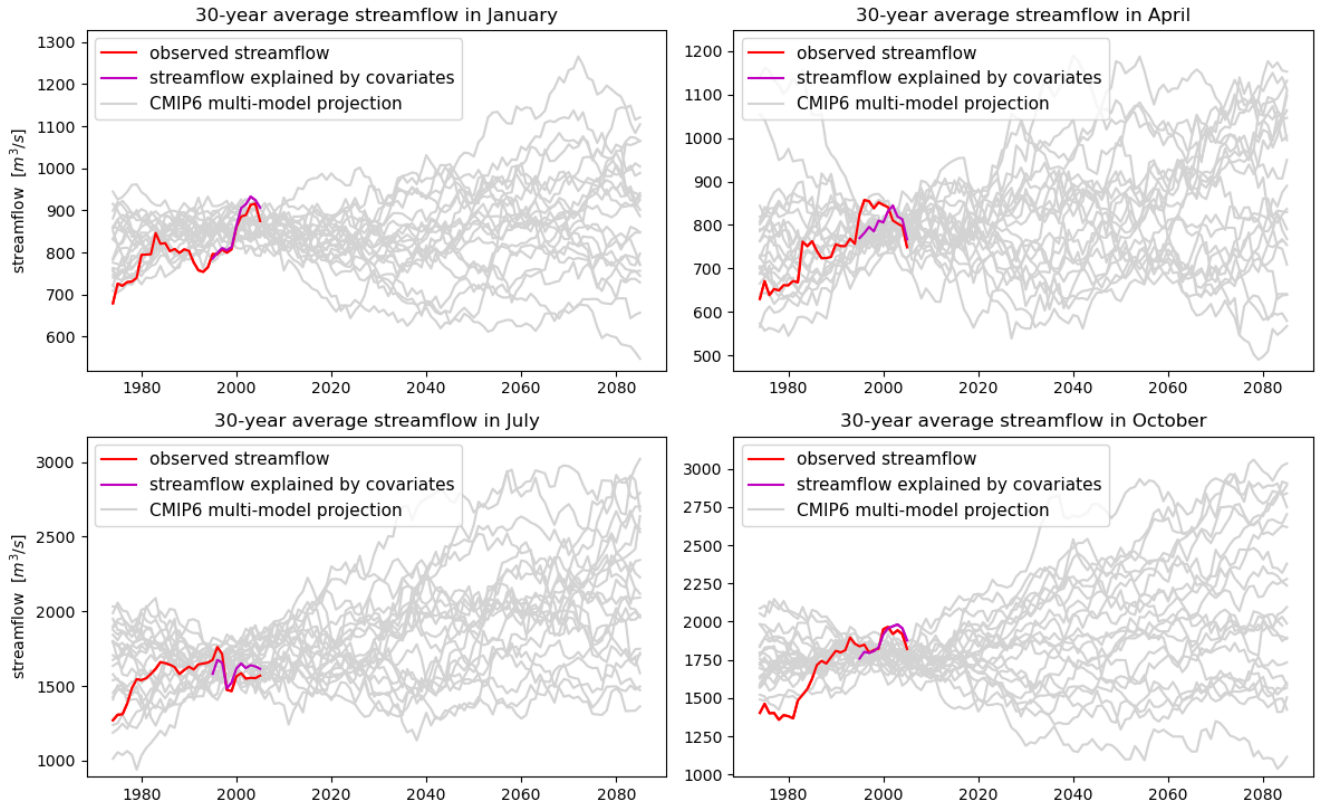 30-year average streamflow in January
1300
1200
1100
1000
900
800
700
600
streamflow [m³/s]
observed streamflow
streamflow explained by covariates
CMIP6 multi-model projection
1980 2000 2020 2040 2060 2080
30-year average streamflow in April
1200
1100
1000
900
800
700
600
500
observed streamflow
streamflow explained by covariates
CMIP6 multi-model projection
1980 2000 2020 2040 2060 2080
30-year average streamflow in July
3000
2500
2000
1500
1000
streamflow [m³/s]
observed streamflow
streamflow explained by covariates
CMIP6 multi-model projection
1980 2000 2020 2040 2060 2080
30-year average streamflow in October
3000
2750
2500
2250
2000
1750
1500
1250
1000
observed streamflow
streamflow explained by covariates
CMIP6 multi-model projection
1980 2000 2020 2040 2060 2080